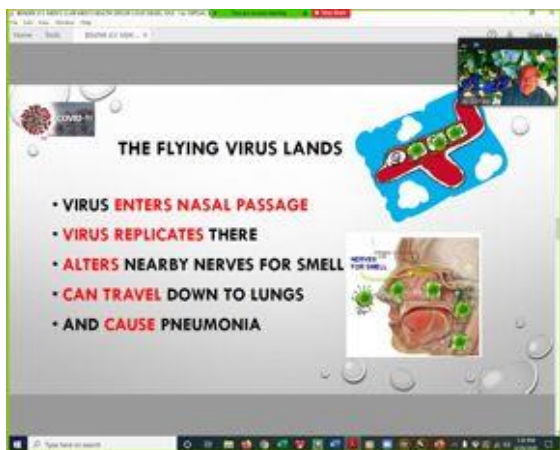 Home Tools
COVID-19
THE FLYING VIRUS LANDS
• VIRUS ENTERS NASAL PASSAGE
• VIRUS REPLICATES THERE
• ALTERS NEARBY NERVES FOR SMELL
• CAN TRAVEL DOWN TO LUNGS
• AND CAUSE PNEUMONIA
NERVES
FOR SMELL
Type here to search